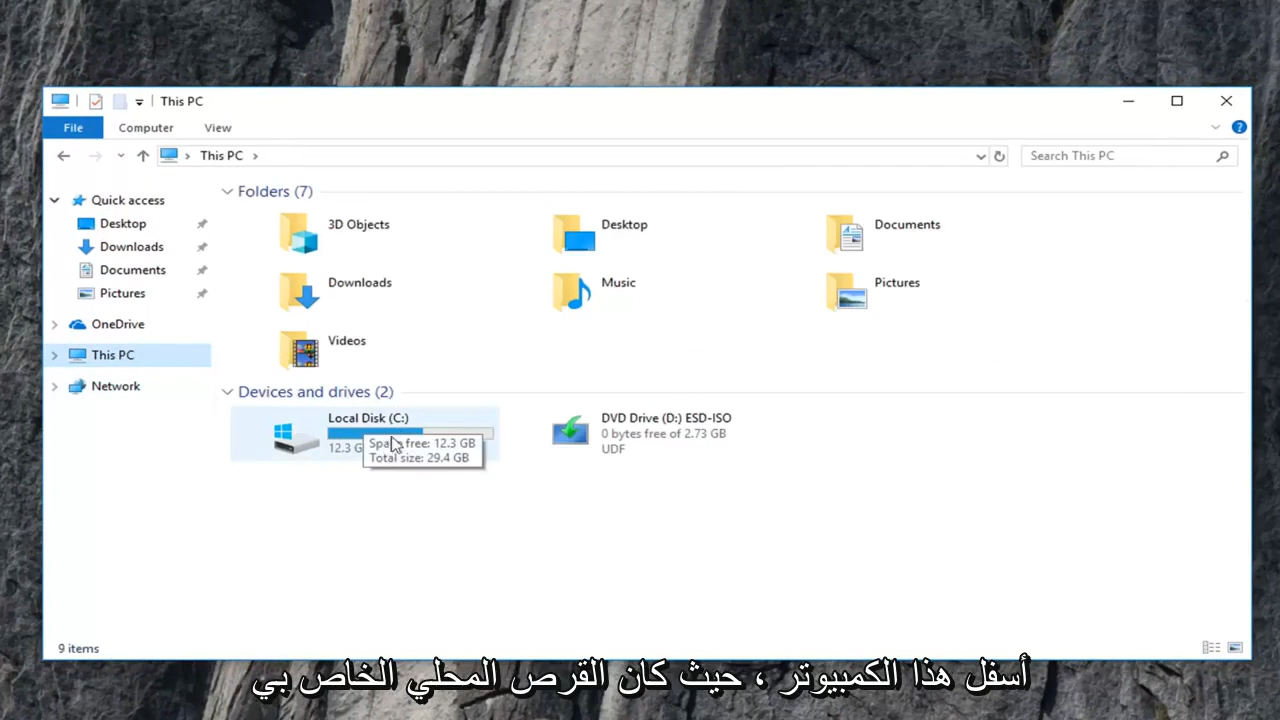 This PC
File
Computer
View
This PC
Search This PC
Quick access
Desktop
Downloads
Documents
Pictures
OneDrive
This PC
Network
Folders (7)
3D Objects
Desktop
Documents
Downloads
Music
Pictures
Videos
Devices and drives (2)
Local Disk (C:)
12.3 G
Space free: 12.3 GB
Total size: 29.4 GB
DVD Drive (D:) ESD-ISO
0 bytes free of 2.73 GB
UDF
9 items
أسفل هذا الكمبيوتر ، حيث كان القرص المحلي الخاص بي